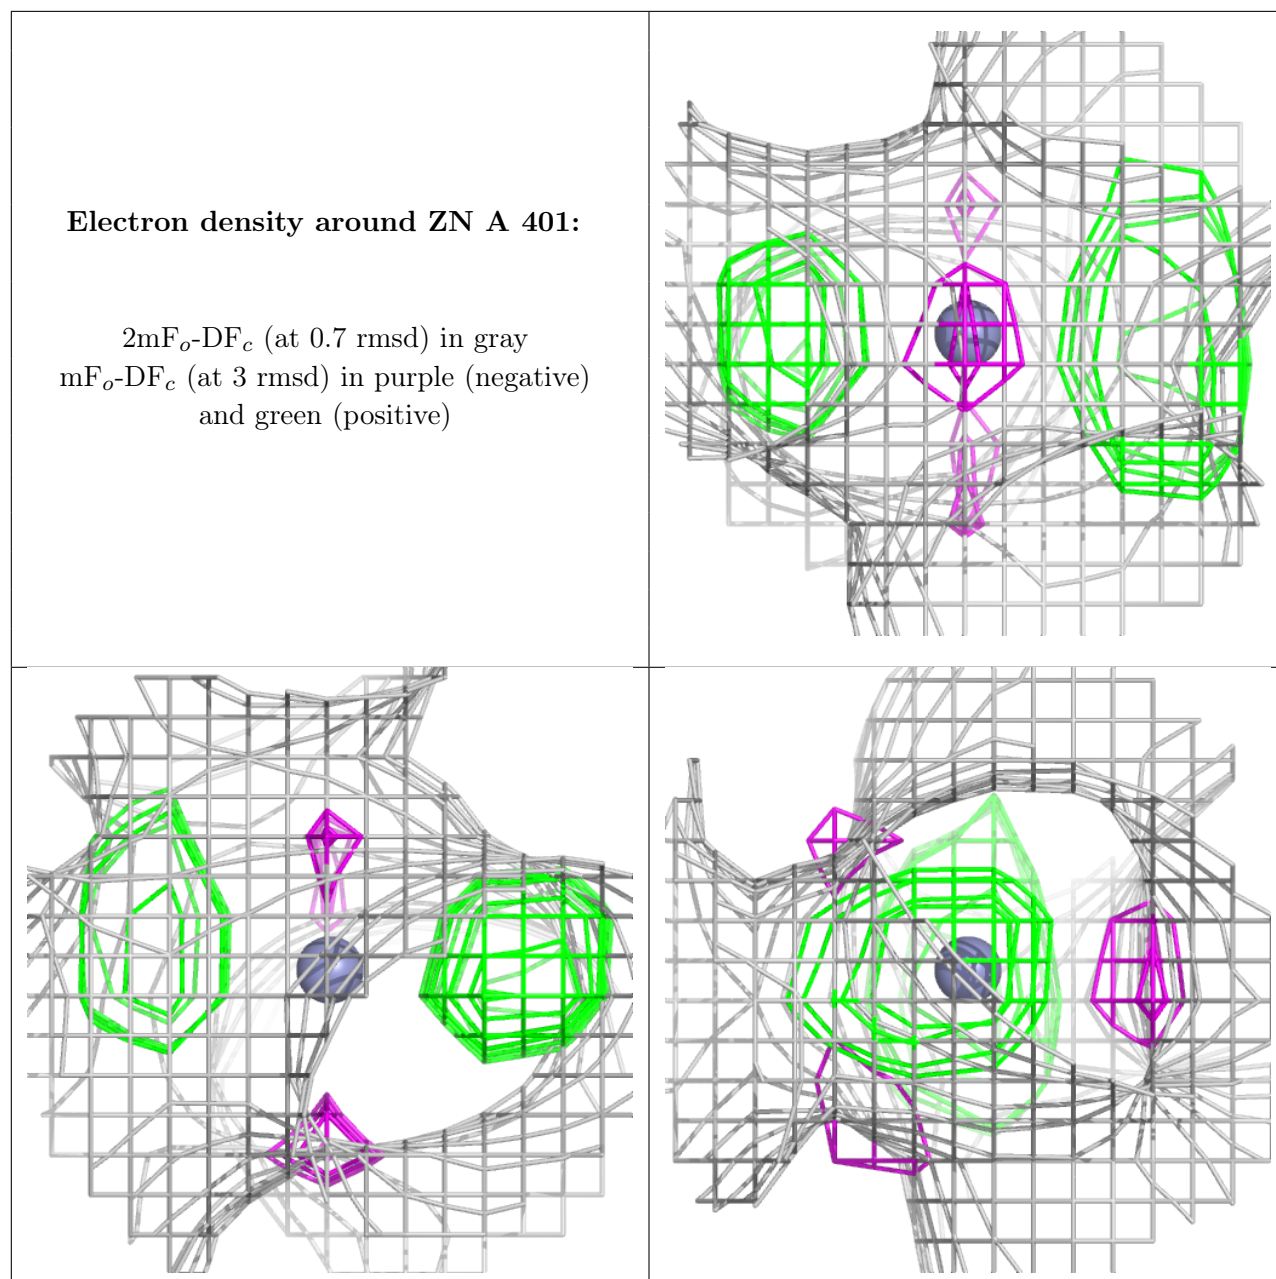 Electron density around ZN A 401:
2mFo-DFc (at 0.7 rmsd) in gray
mFo-DFc (at 3 rmsd) in purple (negative)
and green (positive)